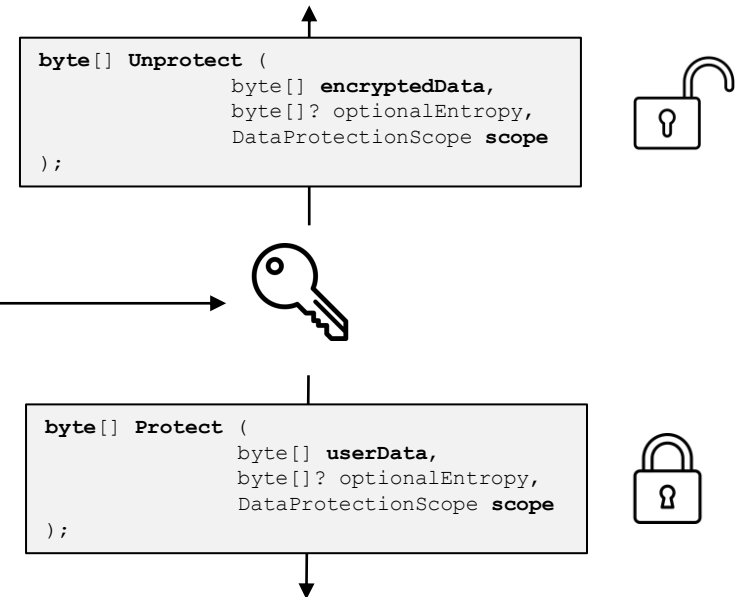 byte[] Unprotect (
byte[] encryptedData,
byte[]? optionalEntropy,
DataProtectionScope scope
);
byte[] Protect (
byte[] userData,
byte[]? optionalEntropy,
DataProtectionScope scope
);